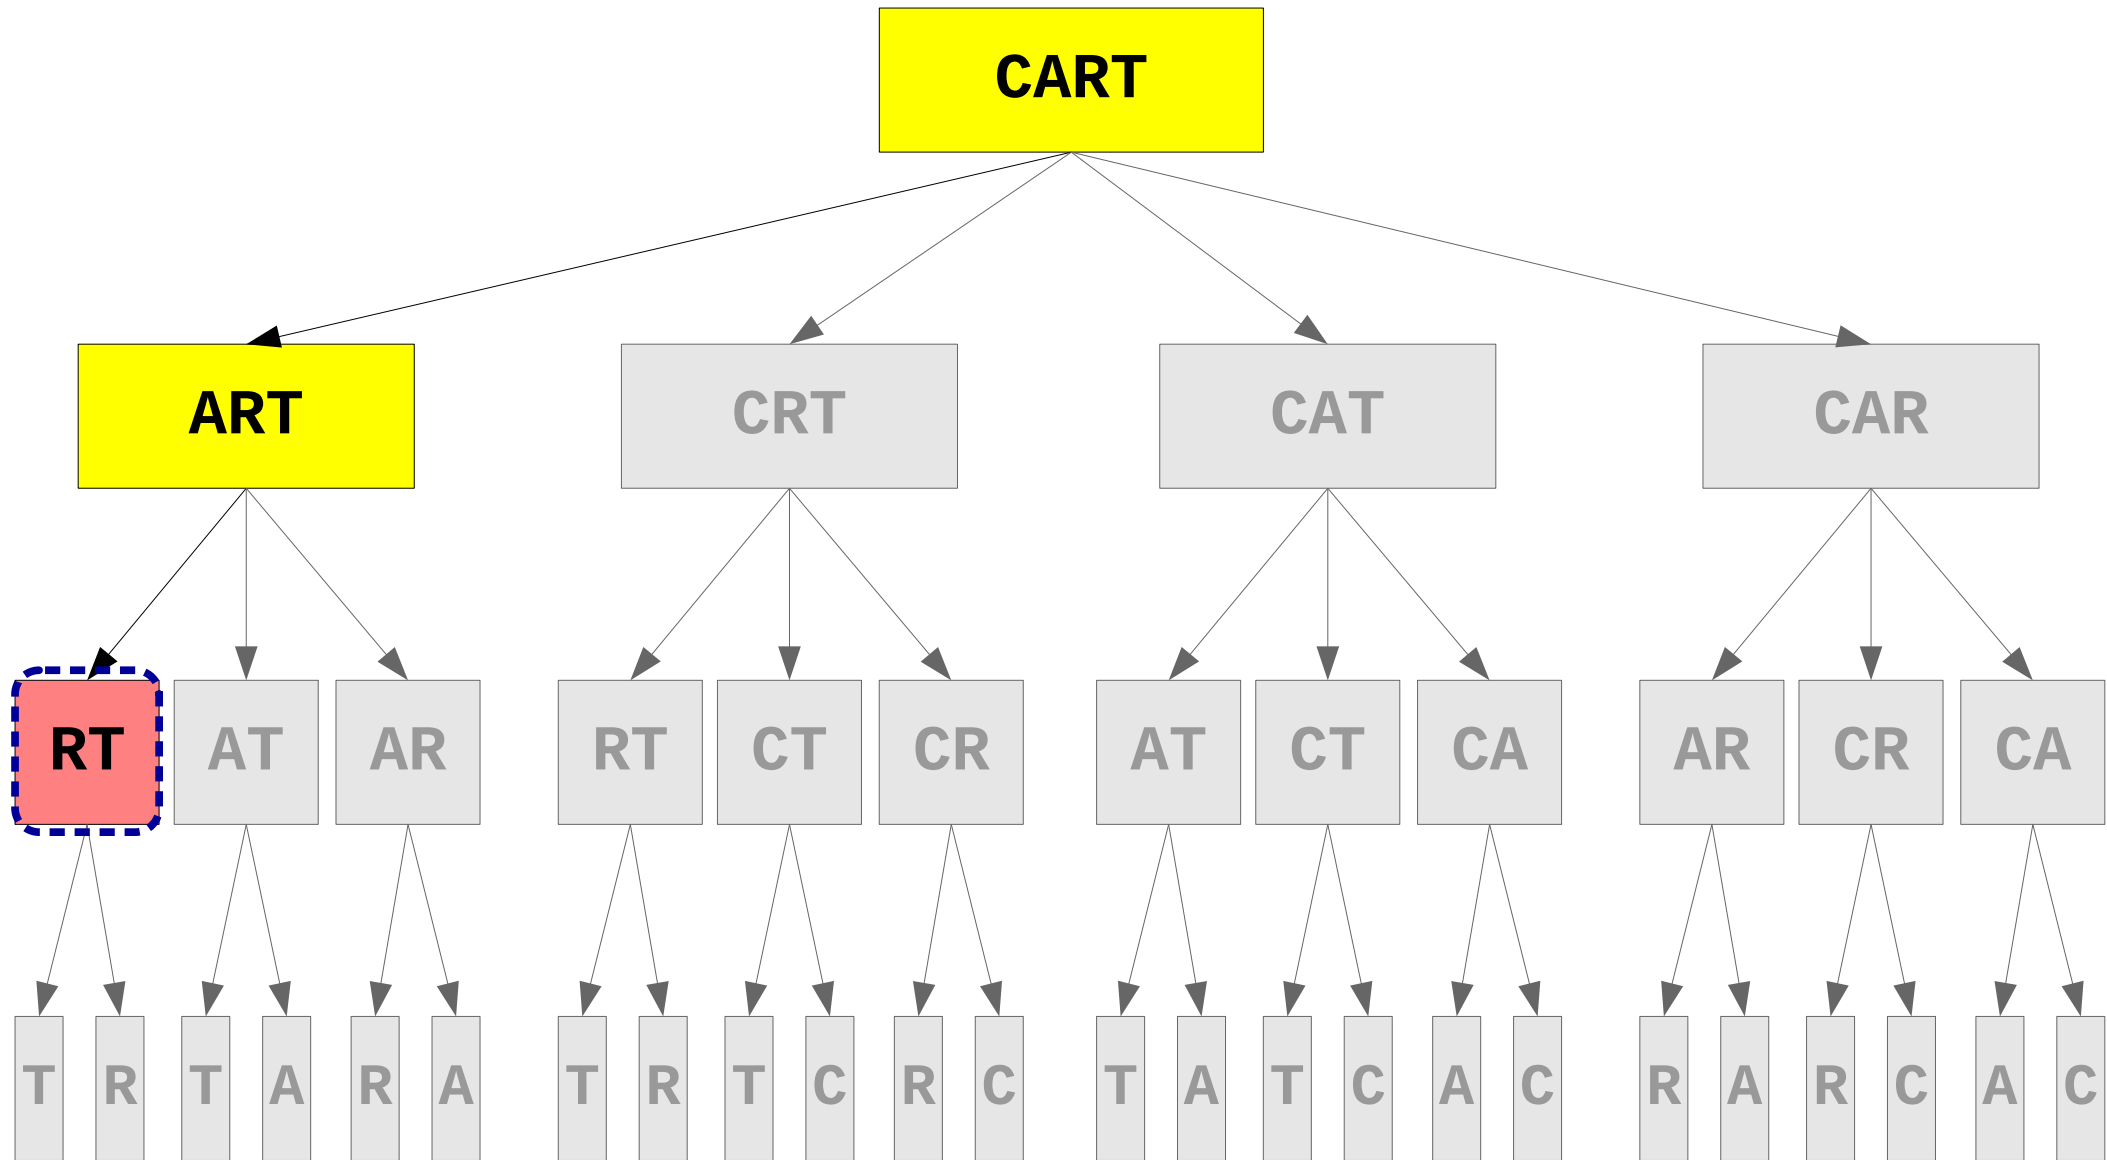 CART
ART CRT CAT CAR
RT AT AR RT CT CR AT CT CA AR CR CA
T R T A R A T R T C R C T A T C A C R A R C A C